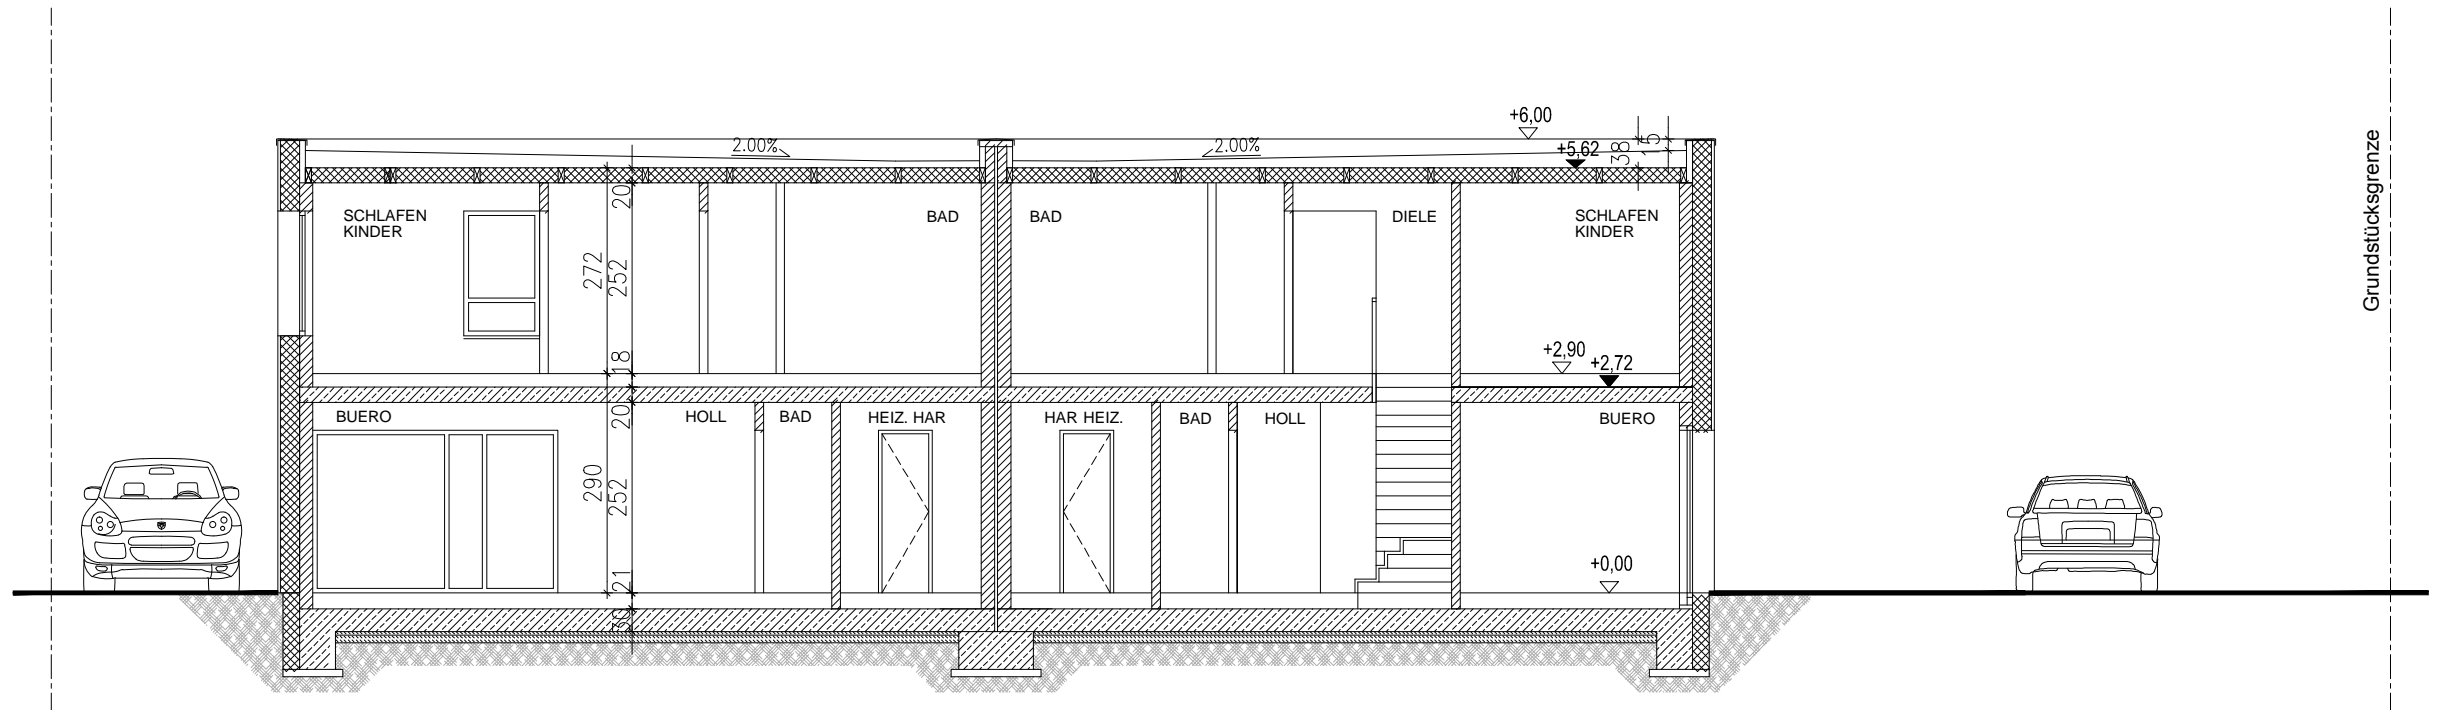 +6,00
2.00%
2.00%
+5,62
38
15
Grundstücksgrenze
20
SCHLAFEN
KINDER
BAD
BAD
DIELE
SCHLAFEN
KINDER
272
252
18
+2,90
+2,72
20
BUERO
HOLL
BAD
HEIZ. HAR
HAR HEIZ.
BAD
HOLL
BUERO
290
252
21
+0,00
30